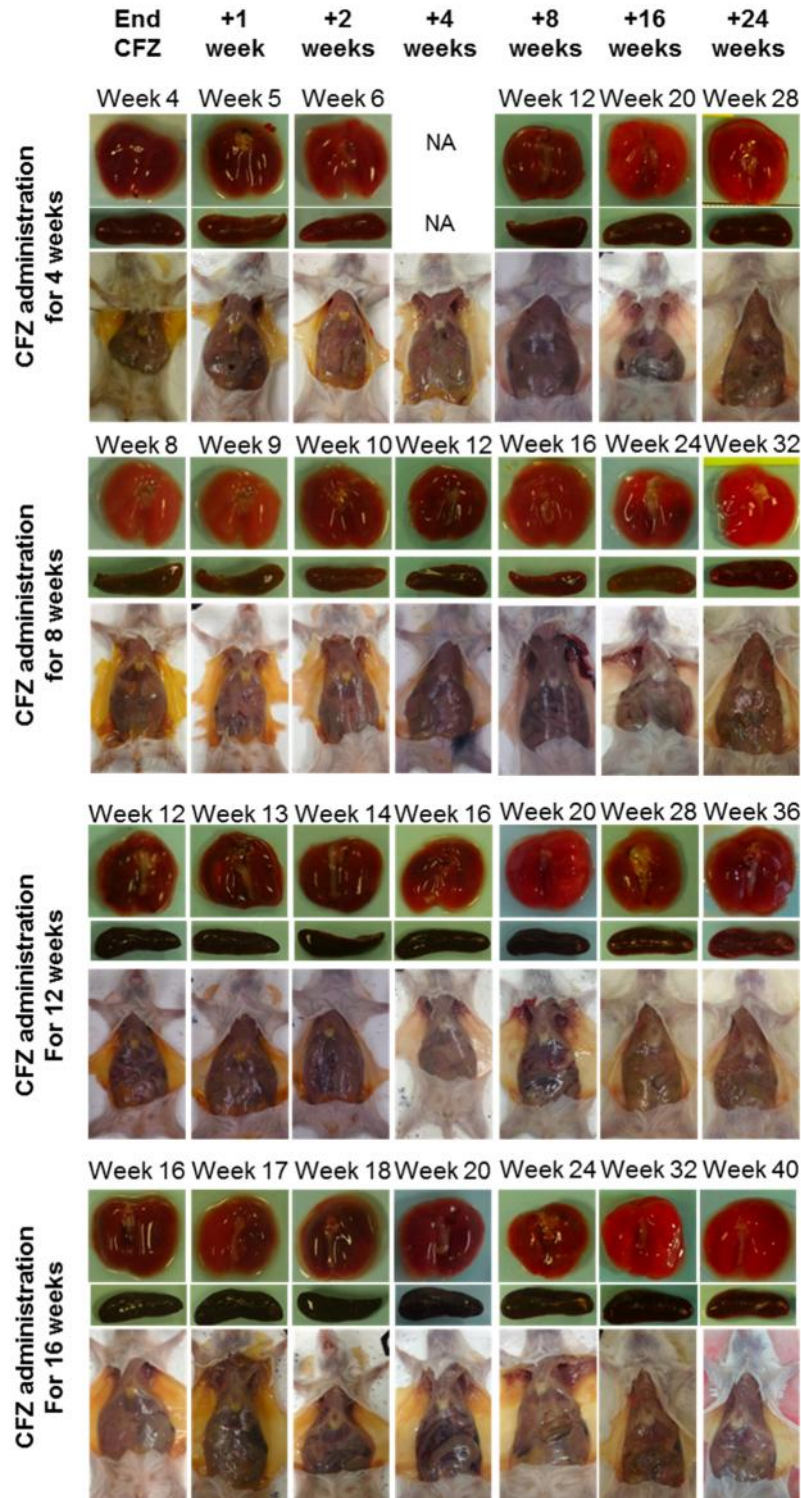 End +1 +2 +4 +8 +16 +24
CFZ week weeks weeks weeks weeks weeks
CFZ administration
for 4 weeks
Week 4 Week 5 Week 6 Week 12 Week 20 Week 28
NA
NA
CFZ administration
for 8 weeks
Week 8 Week 9 Week 10 Week 12 Week 16 Week 24 Week 32
CFZ administration
For 12 weeks
Week 12 Week 13 Week 14 Week 16 Week 20 Week 28 Week 36
CFZ administration
For 16 weeks
Week 16 Week 17 Week 18 Week 20 Week 24 Week 32 Week 40